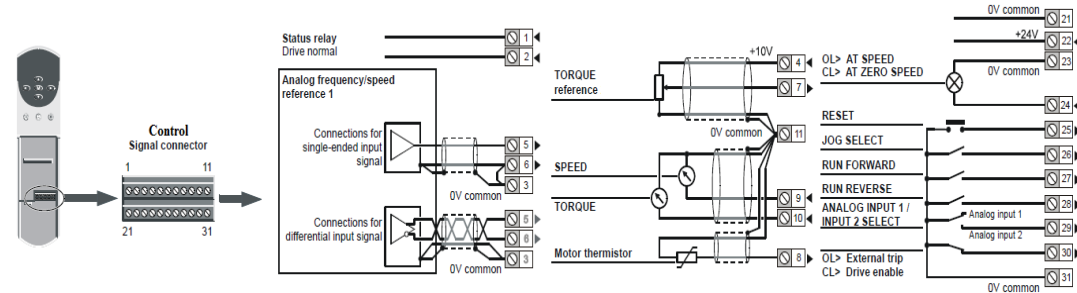 Control
Signal connector
1 11
21 31
Status relay
Drive normal
1
2
Analog frequency/speed
reference 1
Connections for
single-ended input
signal
5
6
3
0V common
Connections for
differential input signal
5
6
3
0V common
TORQUE
reference
+10V
4
7
0V common
11
SPEED
TORQUE
9
10
Motor thermistor
8
0V common
21
+24V
22
23
0V common
OL> AT SPEED
CL> AT ZERO SPEED
24
RESET
25
JOG SELECT
26
RUN FORWARD
27
RUN REVERSE
28
ANALOG INPUT 1 /
INPUT 2 SELECT
Analog input 1
29
Analog input 2
30
OL> External trip
CL> Drive enable
31
0V common